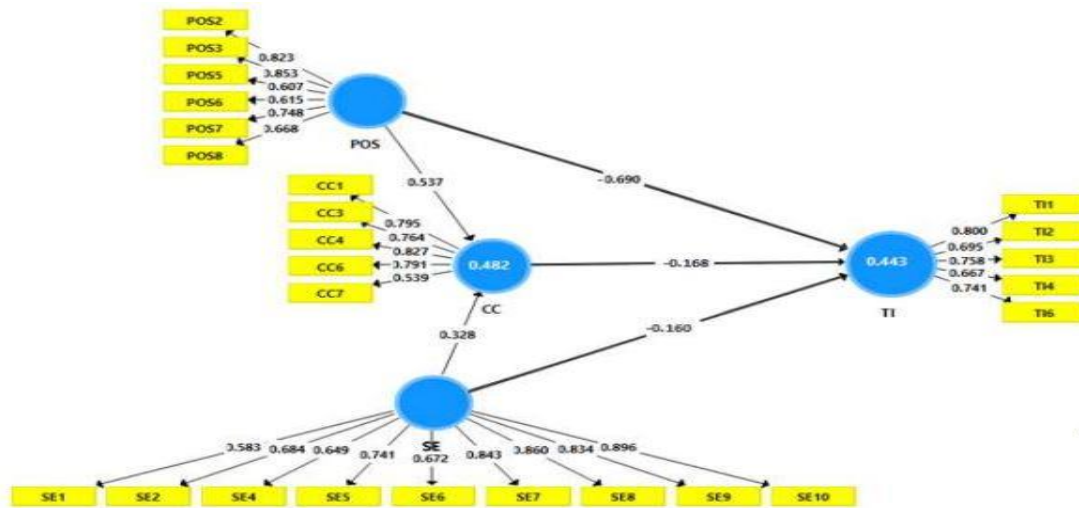 POS2
POS3
POS5
POS6
POS7
POS8
0.823
0.853
0.607
0.615
0.748
0.668
POS
0.537
-0.690
CC1
CC3
CC4
CC6
CC7
0.795
0.764
0.827
0.791
0.539
0.482
CC
-0.168
0.443
TI
0.800
0.695
0.758
0.667
0.741
TI1
TI2
TI3
TI4
TI6
0.328
-0.160
SE
0.583 0.684 0.649 0.741 0.672 0.843 0.860 0.834 0.896
SE1 SE2 SE4 SE5 SE6 SE7 SE8 SE9 SE10